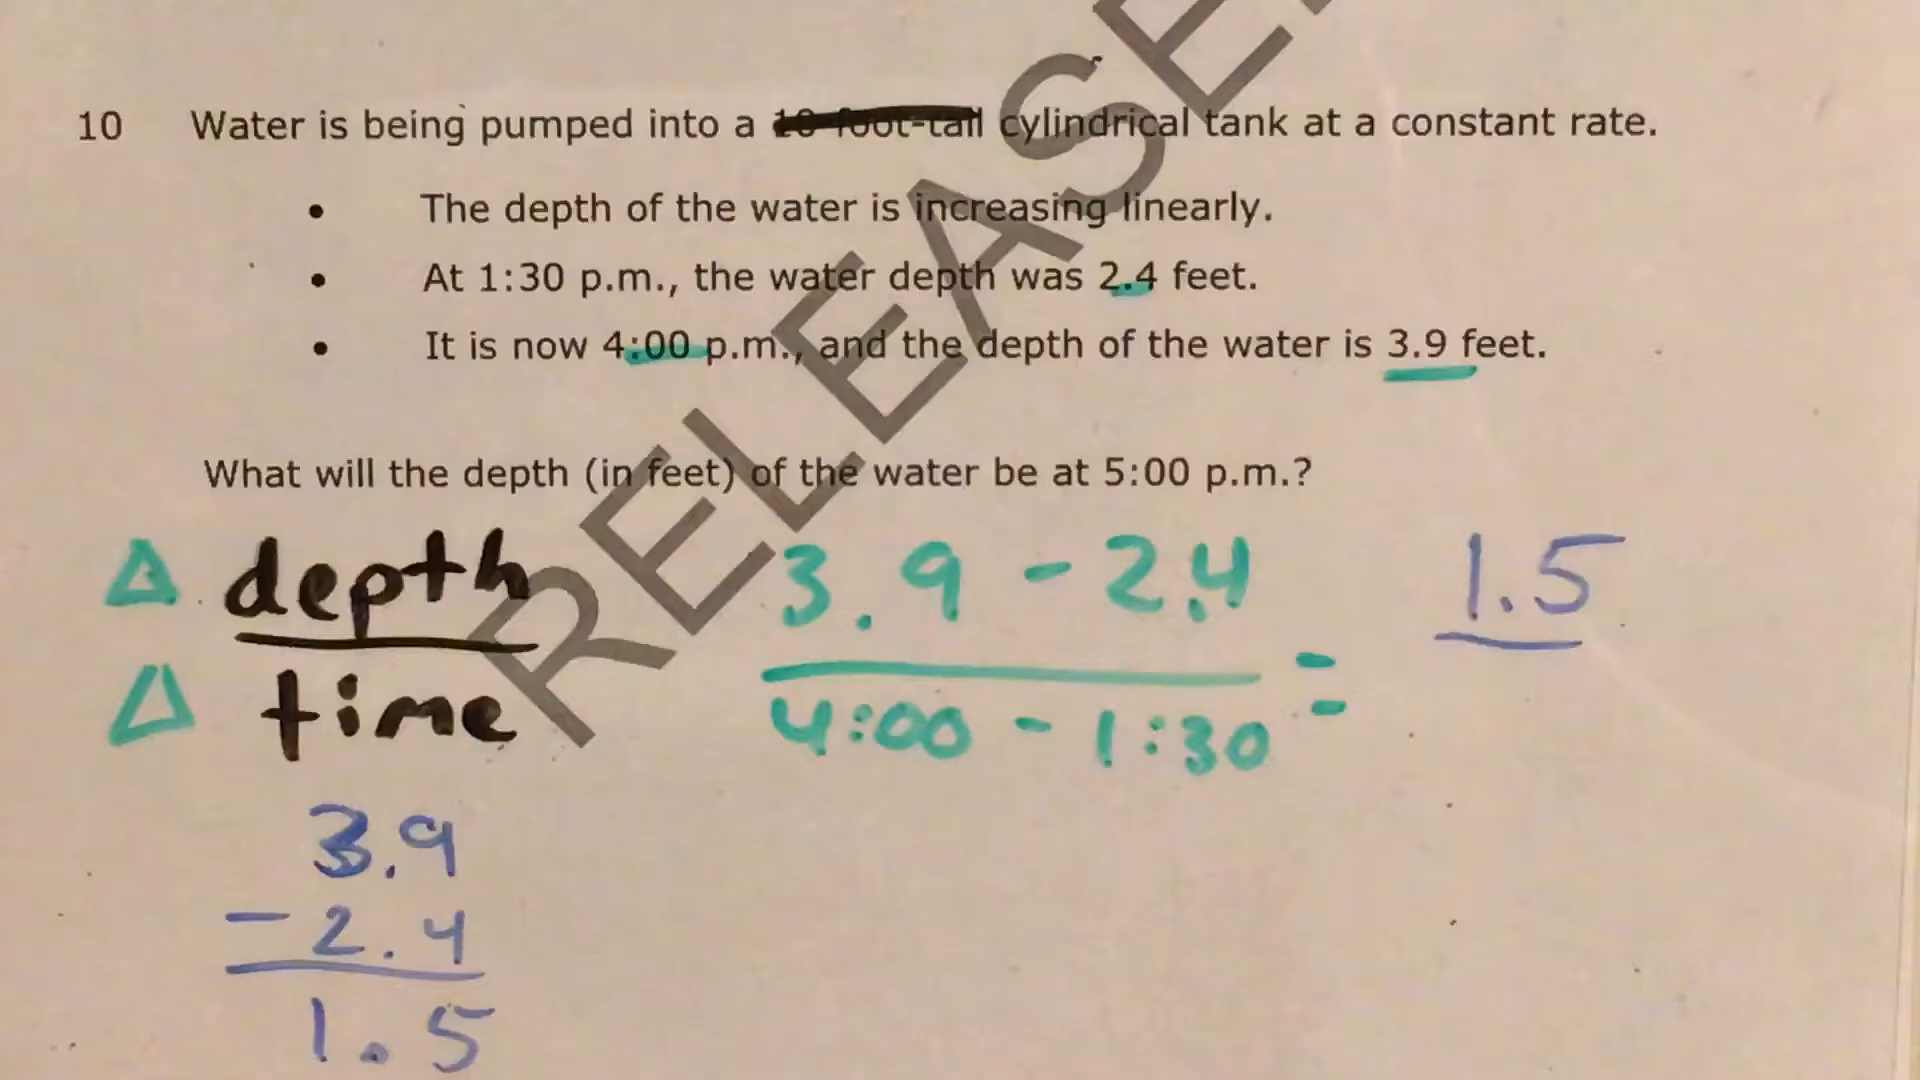 10 Water is being pumped into a 10-foot-tall cylindrical tank at a constant rate.
• The depth of the water is increasing linearly.
• At 1:30 p.m., the water depth was 2.4 feet.
• It is now 4:00 p.m., and the depth of the water is 3.9 feet.
What will the depth (in feet) of the water be at 5:00 p.m.?
Δ depth 3.9 - 2.4 1.5
Δ time 4:00 - 1:30 =
3.9
- 2.4
1.5
RELEASE